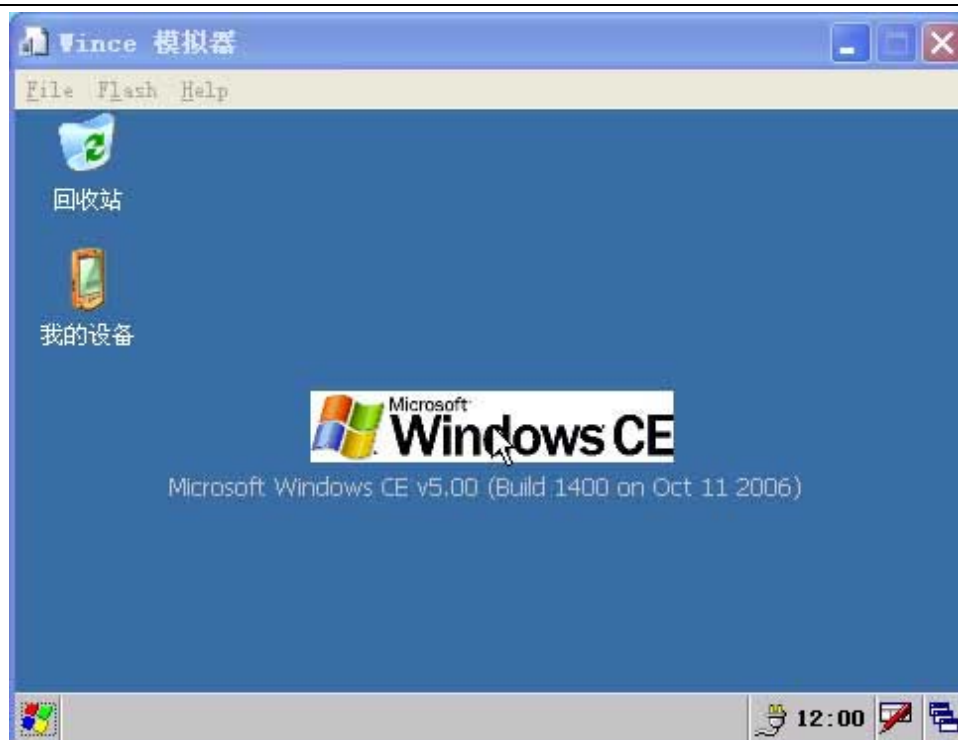 Wince 模拟器
File Flash Help
回收站
我的设备
Microsoft
Windows CE
Microsoft Windows CE v5.00 (Build 1400 on Oct 11 2006)
12:00